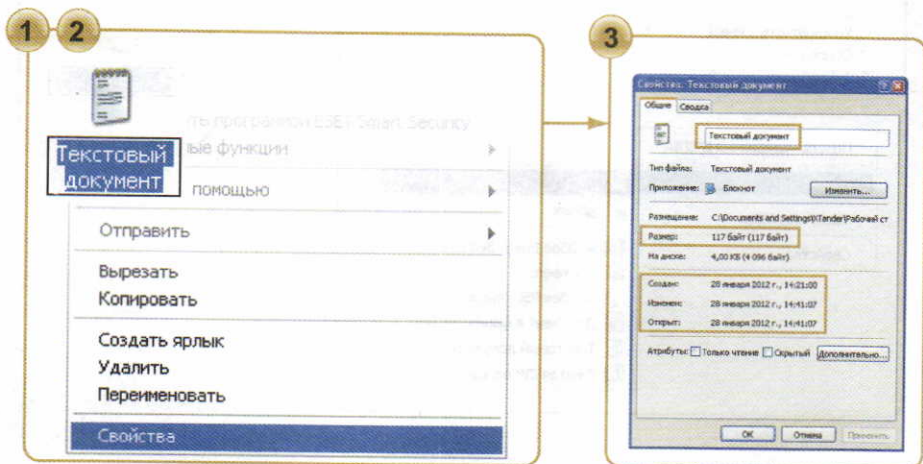 1 2
3
Текстовый
документ
ть программой ESET Smart Security
ые функции
помощью
Отправить
Вырезать
Копировать
Создать ярлык
Удалить
Переименовать
Свойства
Свойства: Текстовый документ
Общие Сводка
Текстовый документ
Тип файла: Текстовый документ
Приложение: Блокнот Изменить...
Размещение: C:\Documents and Settings\XTander\Рабочий ст
Размер: 117 байт (117 байт)
На диске: 4,00 КБ (4 096 байт)
Создан: 28 января 2012 г., 14:21:00
Изменен: 28 января 2012 г., 14:41:07
Открыт: 28 января 2012 г., 14:41:07
Атрибуты: Только чтение Скрытый Дополнительно...
ОК Отмена Применить